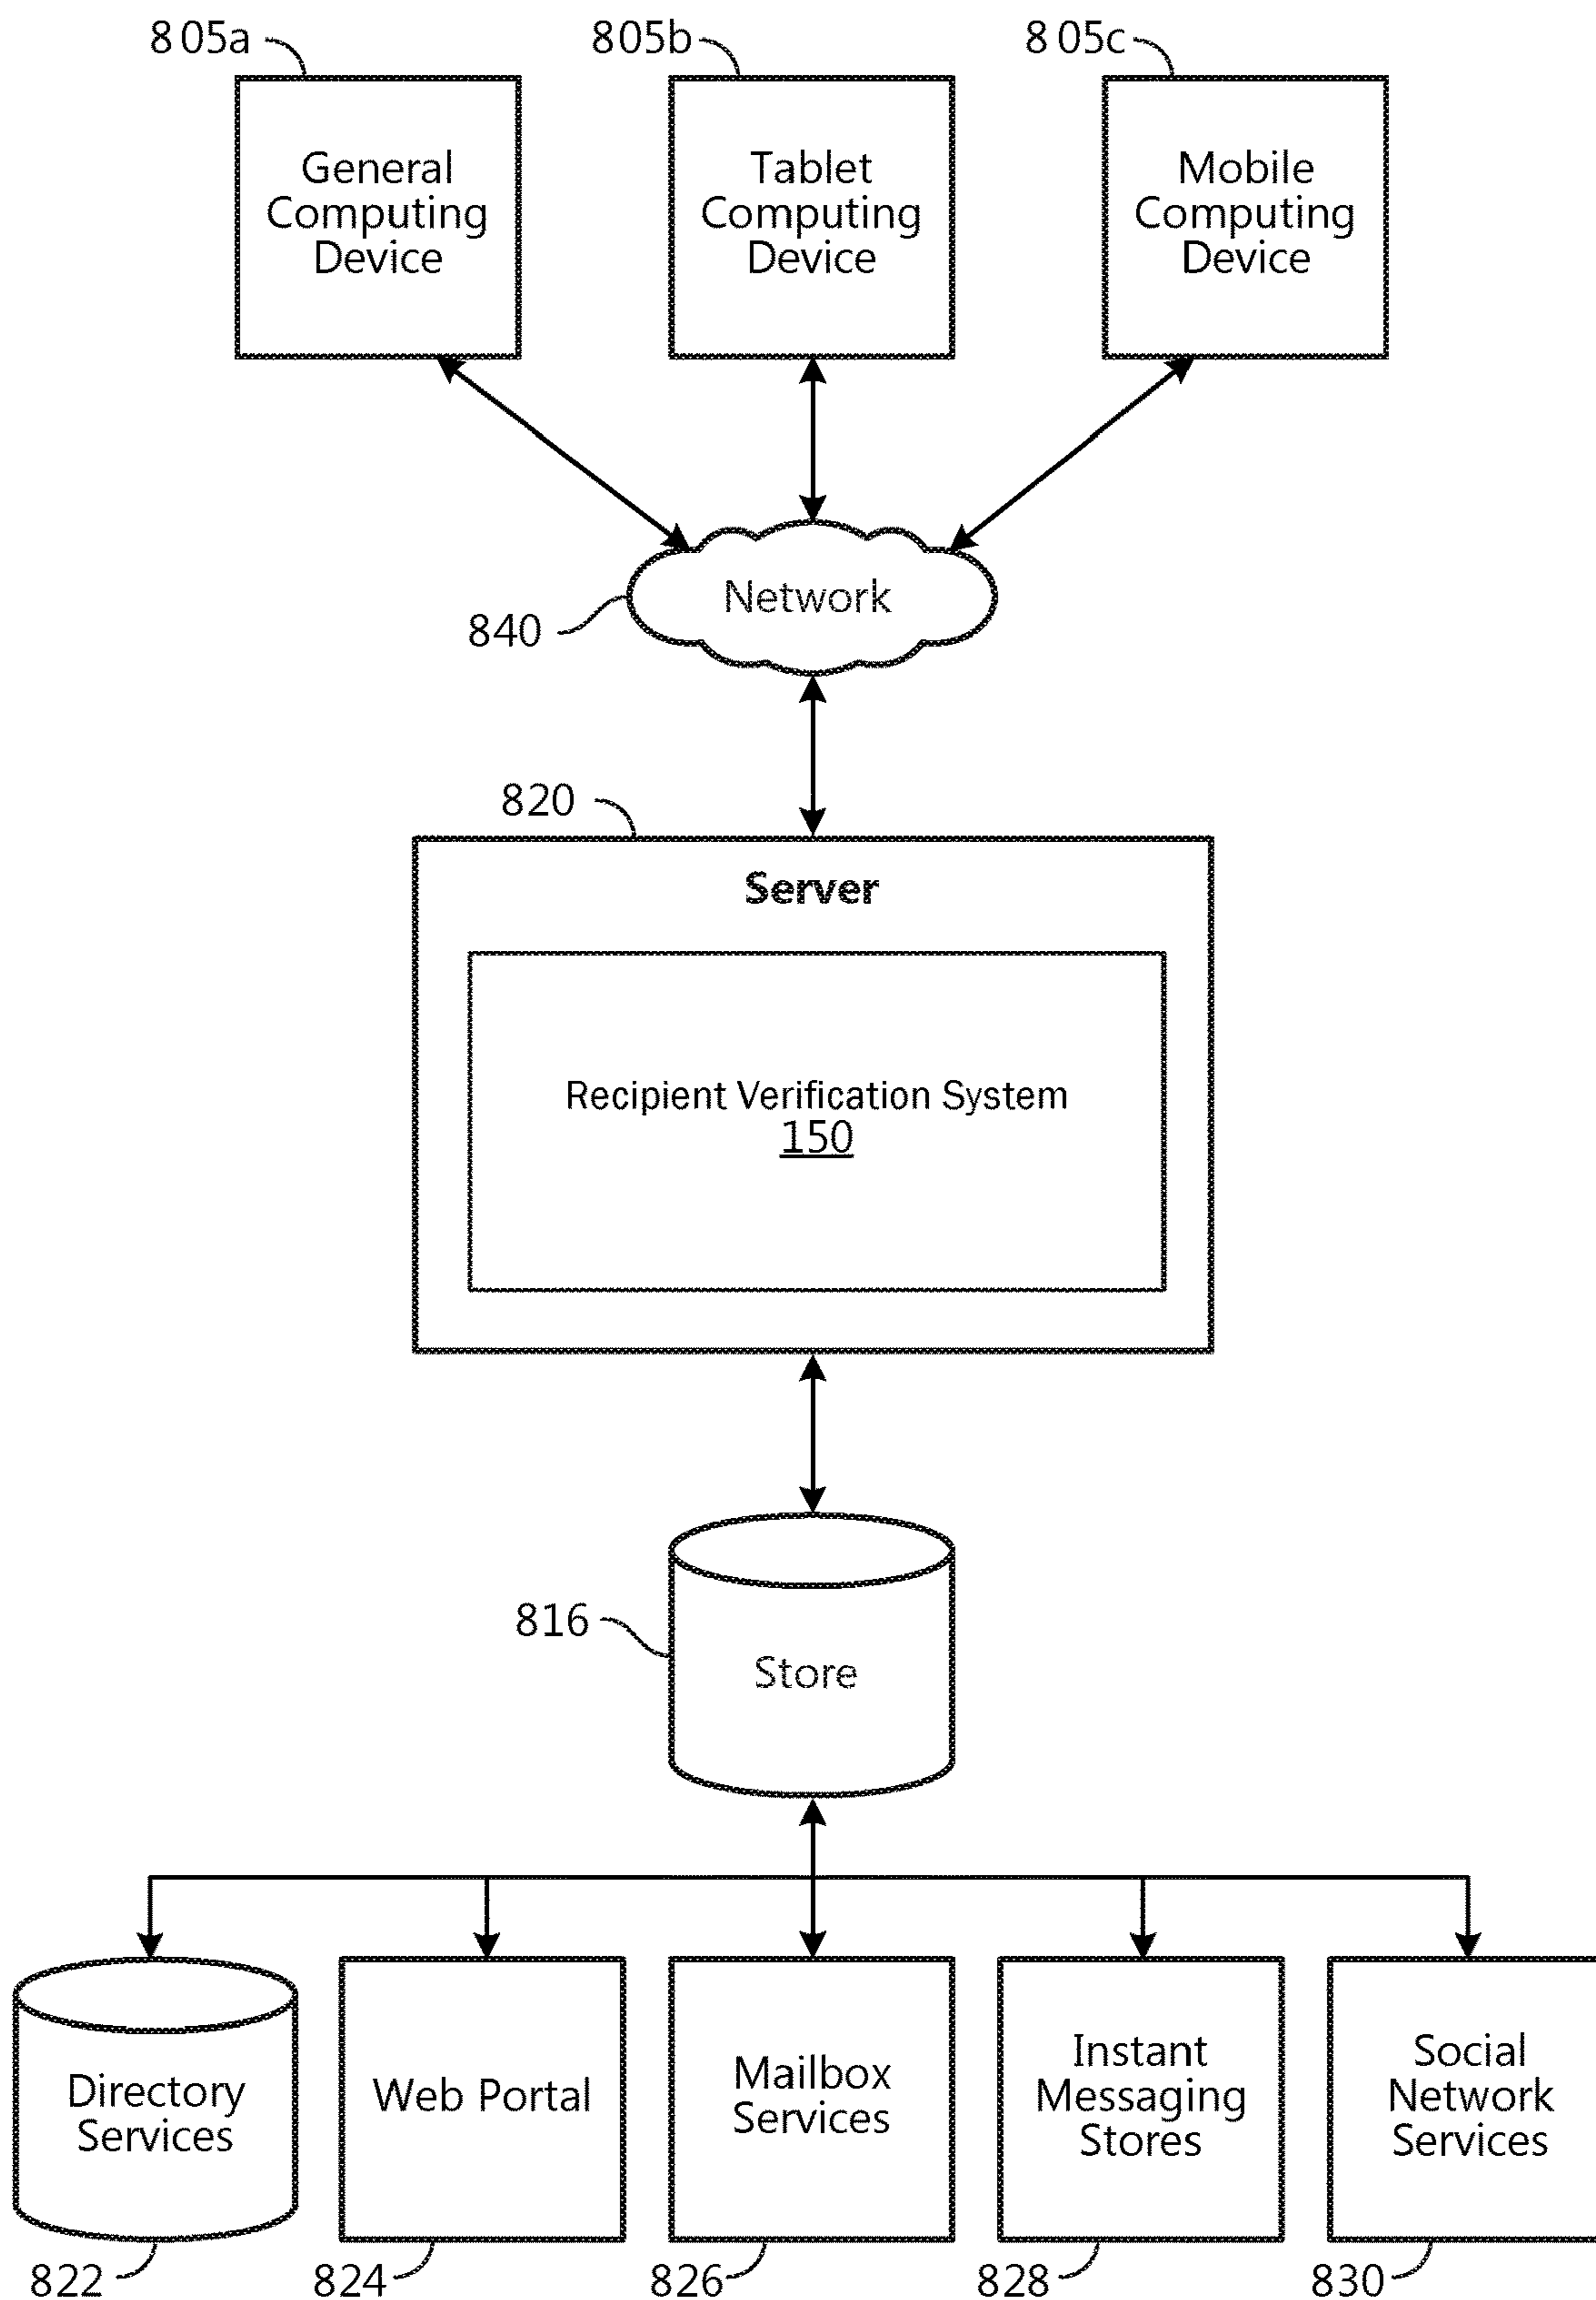 805a
805b
805c
General
Computing
Device
Tablet
Computing
Device
Mobile
Computing
Device
Network
840
820
Server
Recipient Verification System
150
816
Store
Directory
Services
Web Portal
Mailbox
Services
Instant
Messaging
Stores
Social
Network
Services
822
824
826
828
830